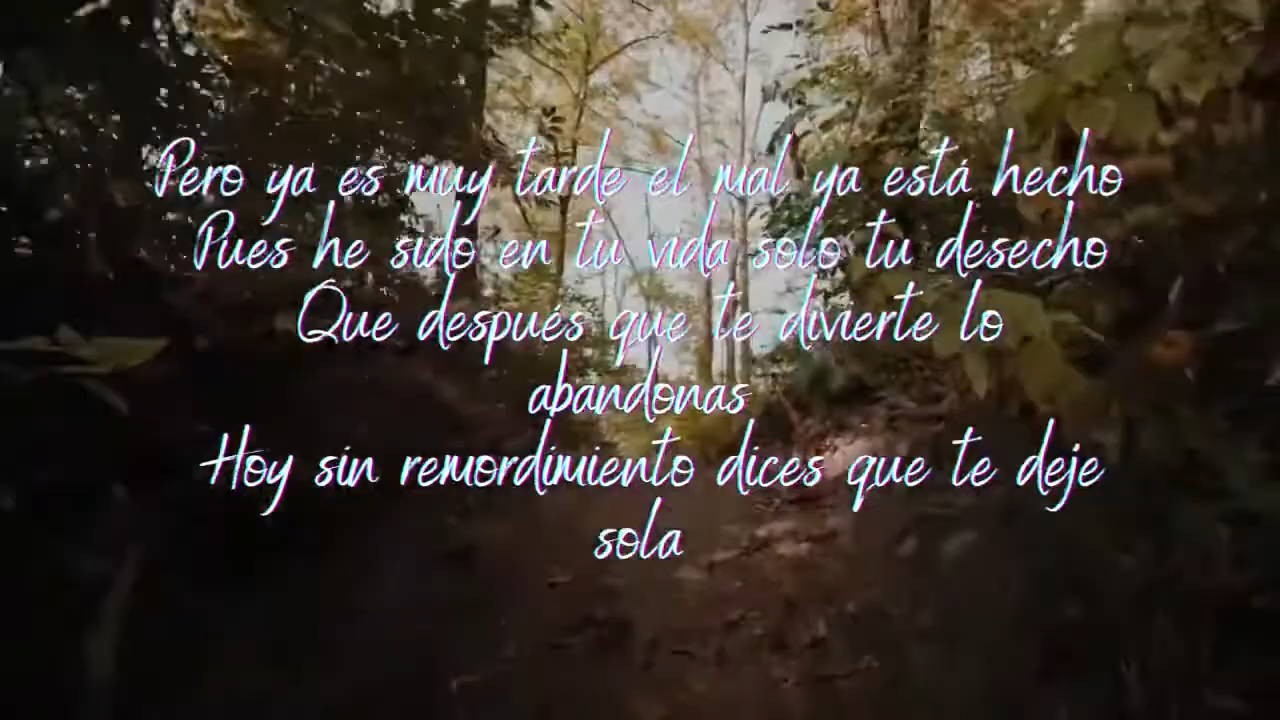 Pero ya es muy tarde el mal ya está hecho
Pues he sido en tu vida solo tu desecho
Que después que te divierte lo
abandonas
Hoy sin remordimiento dices que te deje
sola